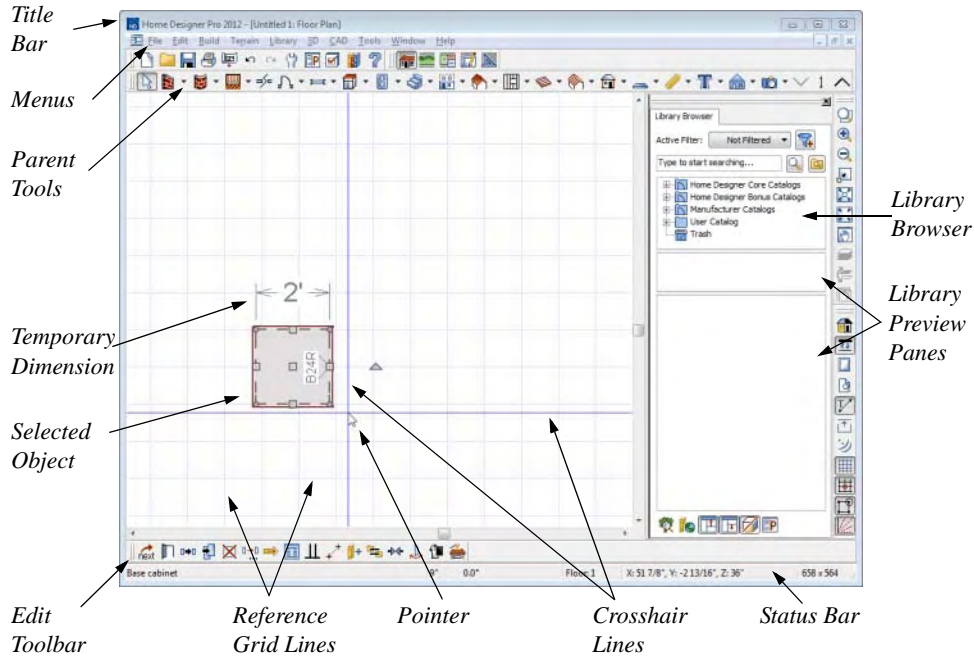 Title
Bar
Home Designer Pro 2012 - [Untitled 1: Floor Plan]
File Edit Build Terrain Library 3D CAD Tools Window Help
Menus
1
Parent
Tools
Library Browser
Active Filter: Not Filtered
Type to start searching...
Home Designer Core Catalogs
Home Designer Bonus Catalogs
Manufacturer Catalogs
User Catalog
Trash
Library
Browser
Library
Preview
Panes
2'
B24R
Temporary
Dimension
Selected
Object
next
Base cabinet 0.0" Floor: 1 X: 51 7/8", Y: -2 13/16", Z: 36" 658 x 564
Edit
Toolbar
Reference
Grid Lines
Pointer
Crosshair
Lines
Status Bar